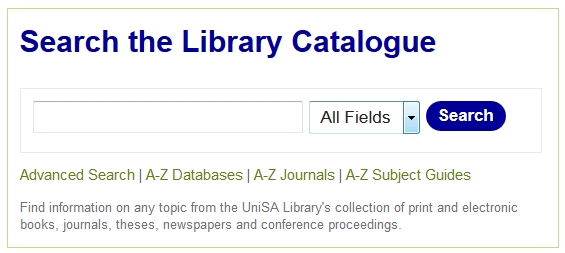 Search the Library Catalogue
All Fields Search
Advanced Search | A-Z Databases | A-Z Journals | A-Z Subject Guides
Find information on any topic from the UniSA Library's collection of print and electronic
books, journals, theses, newspapers and conference proceedings.